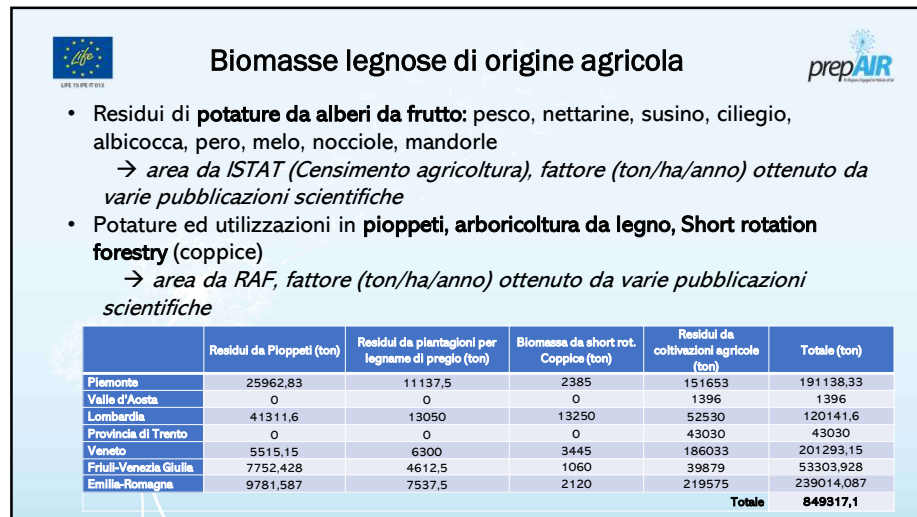 Life
LIFE 15 IPE IT 013
Biomasse legnose di origine agricola
prepAIR
• Residui di potature da alberi da frutto: pesco, nettarine, susino, ciliegio,
albicocca, pero, melo, nocciole, mandorle
→ area da ISTAT (Censimento agricoltura), fattore (ton/ha/anno) ottenuto da
varie pubblicazioni scientifiche
• Potature ed utilizzazioni in pioppeti, arboricoltura da legno, Short rotation
forestry (coppice)
→ area da RAF, fattore (ton/ha/anno) ottenuto da varie pubblicazioni
scientifiche
Residui da Pioppeti (ton) Residui da piantagioni per legname di pregio (ton) Biomassa da short rot. Coppice (ton) Residui da coltivazioni agricole (ton) Totale (ton)
Piemonte 25962,83 11137,5 2385 151653 191138,33
Valle d'Aosta 0 0 0 1396 1396
Lombardia 41311,6 13050 13250 52530 120141,6
Provincia di Trento 0 0 0 43030 43030
Veneto 5515,15 6300 3445 186033 201293,15
Friuli-Venezia Giulia 7752,428 4612,5 1060 39879 53303,928
Emilia-Romagna 9781,587 7537,5 2120 219575 239014,087
Totale 849317,1